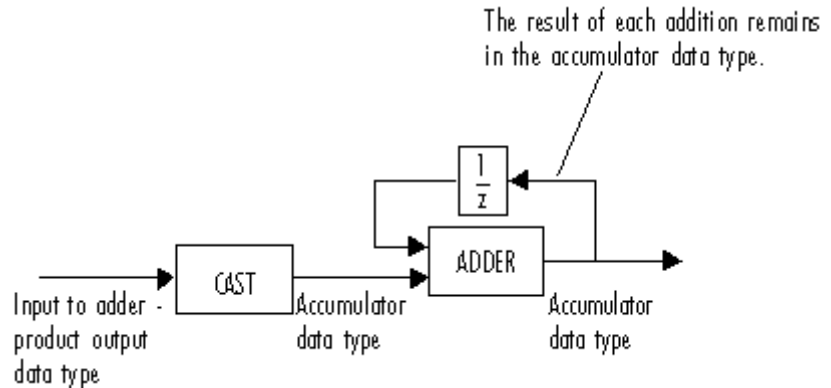 The result of each addition remains
in the accumulator data type.
1
z
CAST
ADDER
Input to adder -
product output
data type
Accumulator
data type
Accumulator
data type